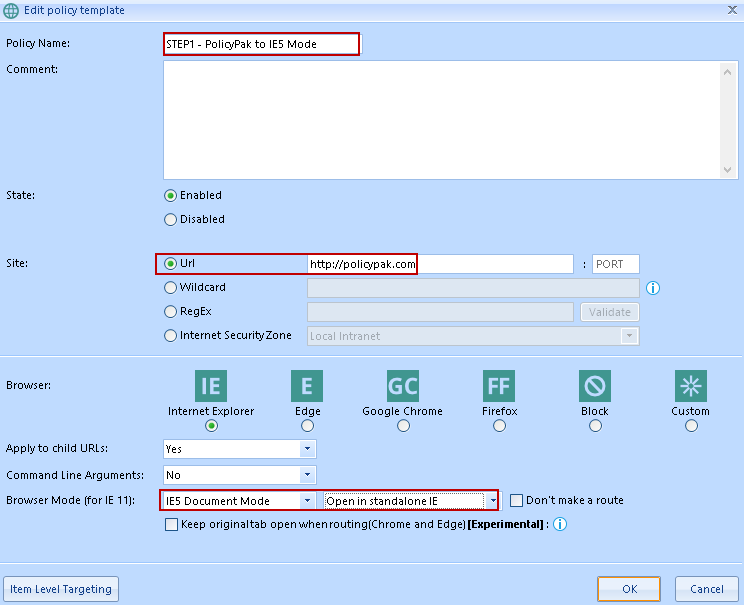 Edit policy template
Policy Name: STEP1 - PolicyPak to IE5 Mode
Comment:
State: Enabled
Disabled
Site: Url http://policypak.com : PORT
Wildcard
RegEx Validate
Internet Security Zone Local Intranet
Browser: IE E GC FF
Internet Explorer Edge Google Chrome Firefox Block Custom
Apply to child URLs: Yes
Command Line Arguments: No
Browser Mode (for IE 11): IE5 Document Mode Open in standalone IE Don't make a route
Keep original tab open when routing(Chrome and Edge)[Experimental] :
Item Level Targeting OK Cancel